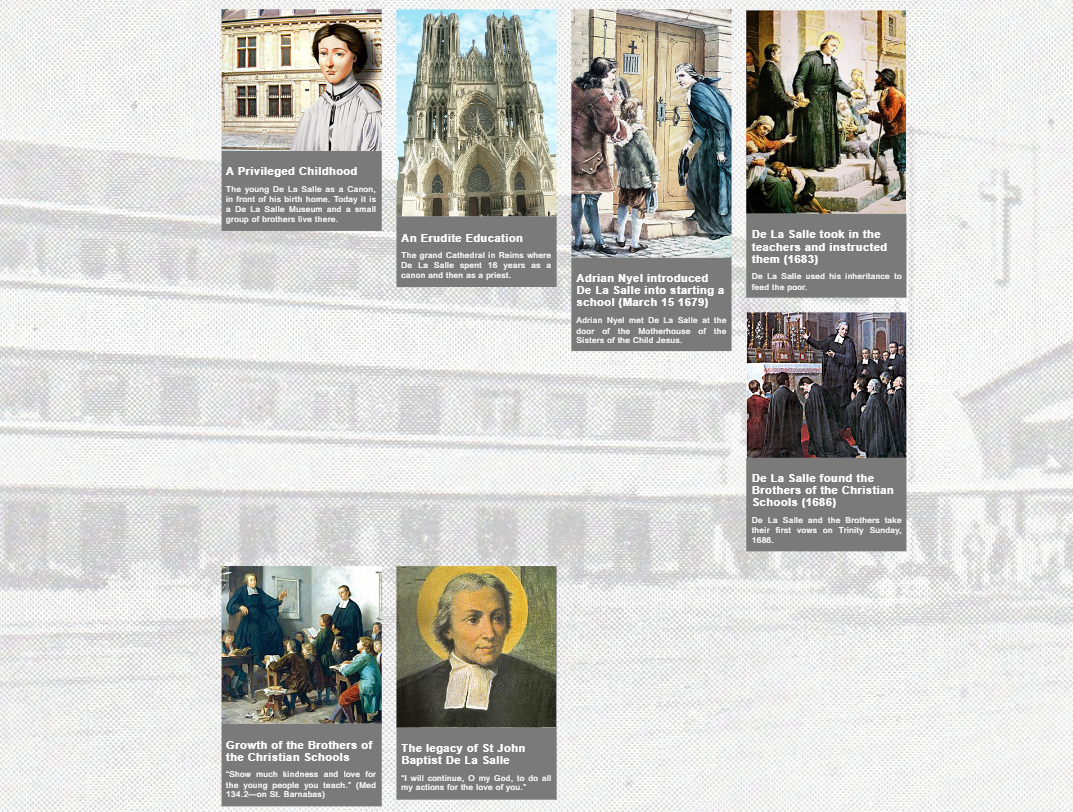 A Privileged Childhood
The young De La Salle as a Canon,
in front of his birth home. Today it is
a De La Salle Museum and a small
group of brothers live there.
An Erudite Education
The grand Cathedral in Reims where
De La Salle spent 16 years as a
canon and then as a priest.
Adrian Nyel introduced
De La Salle into starting a
school (March 15 1679)
Adrian Nyel met De La Salle at the
door of the Motherhouse of the
Sisters of the Child Jesus.
De La Salle took in the
teachers and instructed
them (1683)
De La Salle used his inheritance to
feed the poor.
De La Salle found the
Brothers of the Christian
Schools (1686)
De La Salle and the Brothers take
their first vows on Trinity Sunday,
1686.
Growth of the Brothers of
the Christian Schools
"Show much kindness and love for
the young people you teach." (Med
134.2—on St. Barnabas)
The legacy of St John
Baptist De La Salle
"I will continue, O my God, to do all
my actions for the love of you."